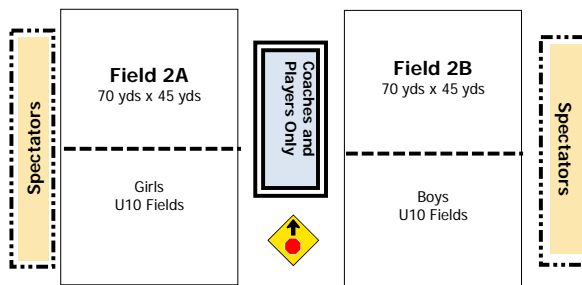 Spectators
Field 2A
70 yds x 45 yds
Girls
U10 Fields
Coaches and
Players Only
Field 2B
70 yds x 45 yds
Boys
U10 Fields
Spectators